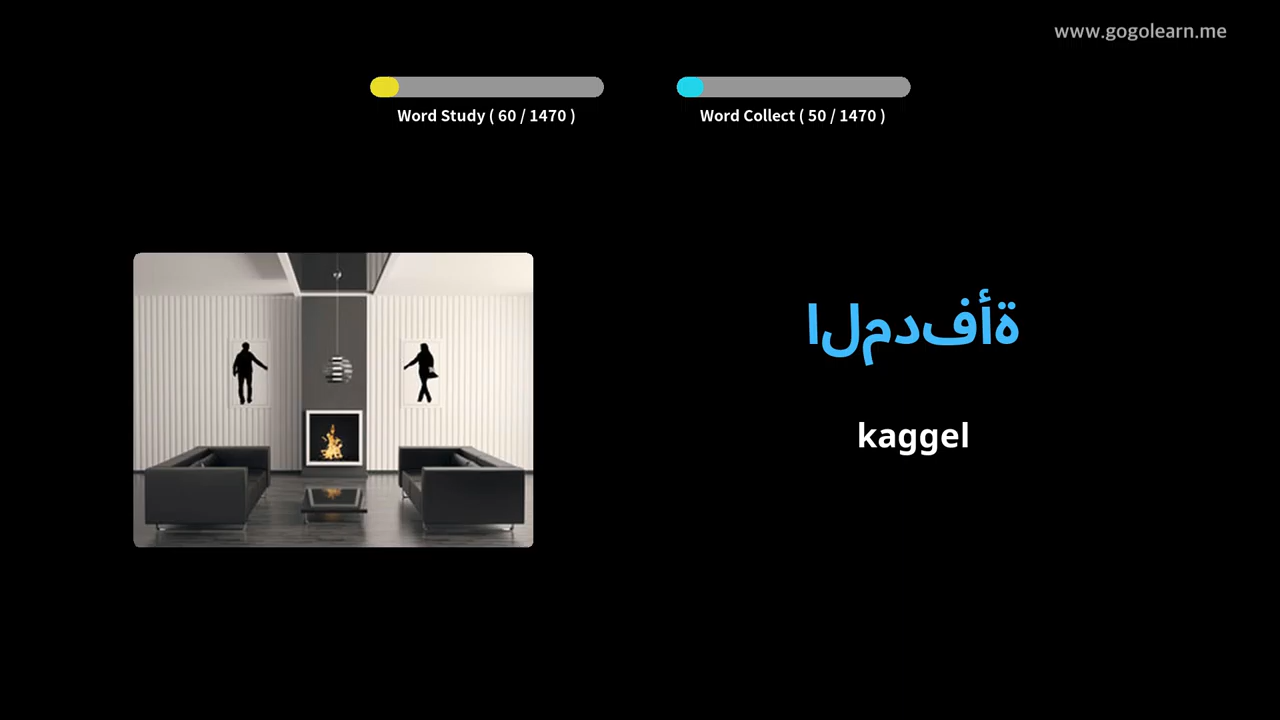 www.gogolearn.me
Word Study ( 60 / 1470 )
Word Collect ( 50 / 1470 )
المدفأة
kaggel